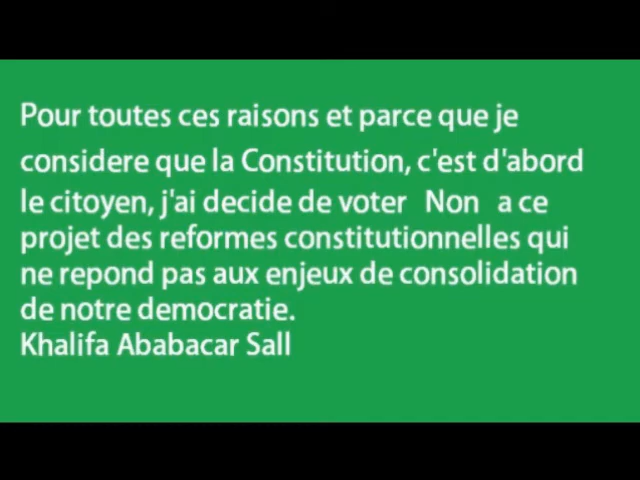 Pour toutes ces raisons et parce que je
considere que la Constitution, c'est d'abord
le citoyen, j'ai decide de voter Non a ce
projet des reformes constitutionnelles qui
ne repond pas aux enjeux de consolidation
de notre democratie.
Khalifa Ababacar Sall